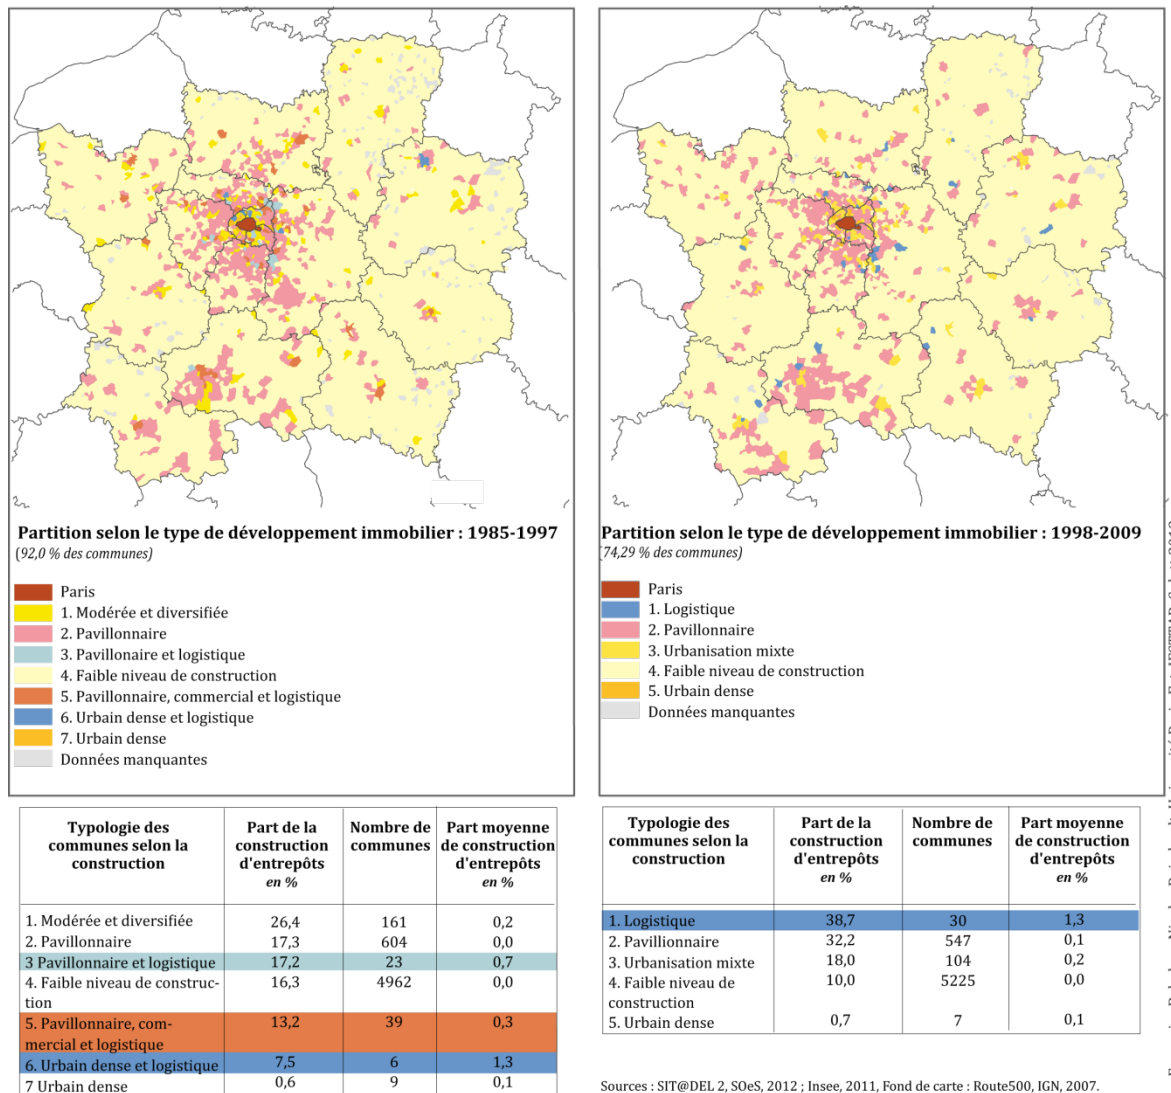 Partition selon le type de développement immobilier : 1985-1997
(92,0 % des communes)
Paris
1. Modérée et diversifiée
2. Pavillonnaire
3. Pavillonaire et logistique
4. Faible niveau de construction
5. Pavillonnaire, commercial et logistique
6. Urbain dense et logistique
7. Urbain dense
Données manquantes
Partition selon le type de développement immobilier : 1998-2009
(74,29 % des communes)
Paris
1. Logistique
2. Pavillonnaire
3. Urbanisation mixte
4. Faible niveau de construction
5. Urbain dense
Données manquantes
Typologie des communes selon la construction | Part de la construction d'entrepôts en % | Nombre de communes | Part moyenne de construction d'entrepôts en %
1. Modérée et diversifiée 26,4 161 0,2
2. Pavillonnaire 17,3 604 0,0
3 Pavillonnaire et logistique 17,2 23 0,7
4. Faible niveau de construc- 16,3 4962 0,0
tion
5. Pavillonnaire, com- 13,2 39 0,3
mercial et logistique
6. Urbain dense et logistique 7,5 6 1,3
7 Urbain dense 0,6 9 0,1
Typologie des communes selon la construction | Part de la construction d'entrepôts en % | Nombre de communes | Part moyenne de construction d'entrepôts en %
1. Logistique 38,7 30 1,3
2. Pavillionnaire 32,2 547 0,1
3. Urbanisation mixte 18,0 104 0,2
4. Faible niveau de 10,0 5225 0,0
construction
5. Urbain dense 0,7 7 0,1
Sources : SIT@DEL 2, SOeS, 2012 ; Insee, 2011, Fond de carte : Route500, IGN, 2007.